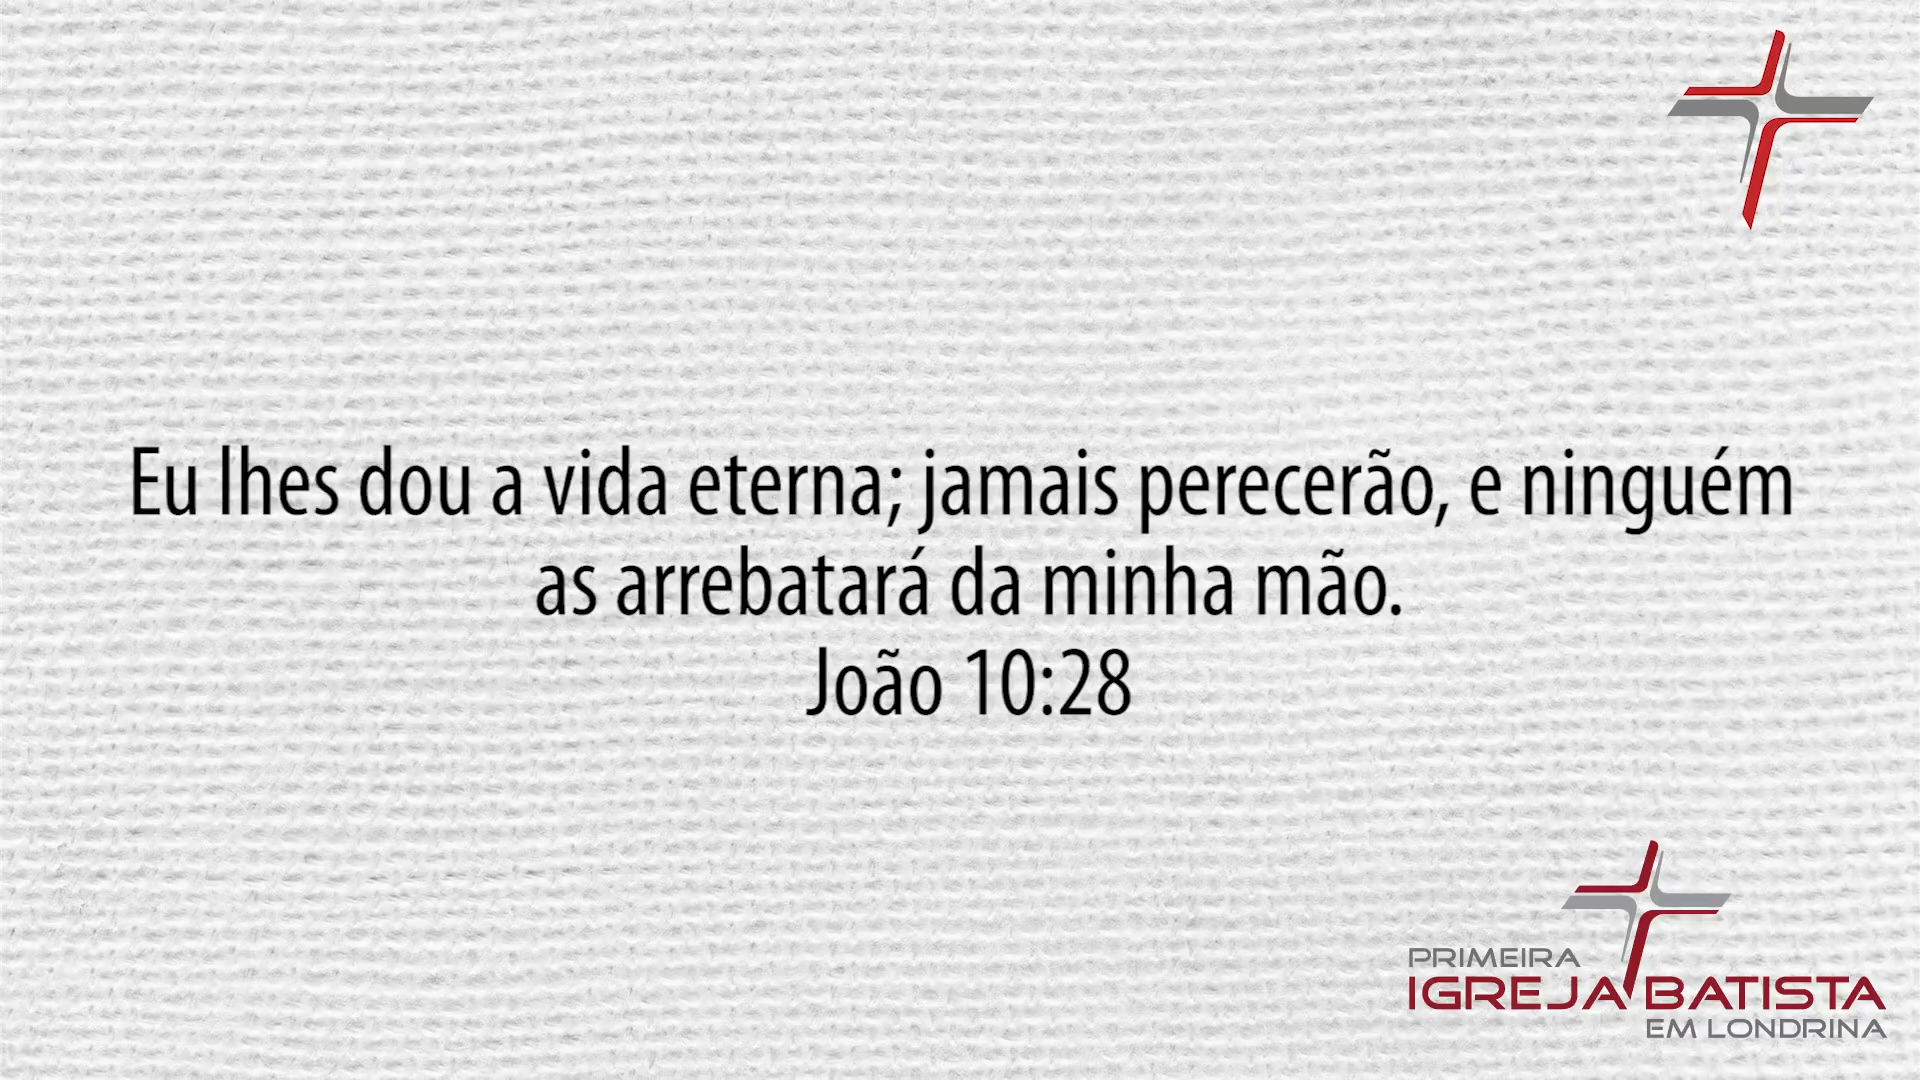 Eu lhes dou a vida eterna; jamais perecerão, e ninguém
as arrebatará da minha mão.
João 10:28
PRIMEIRA
IGREJA BATISTA
EM LONDRINA